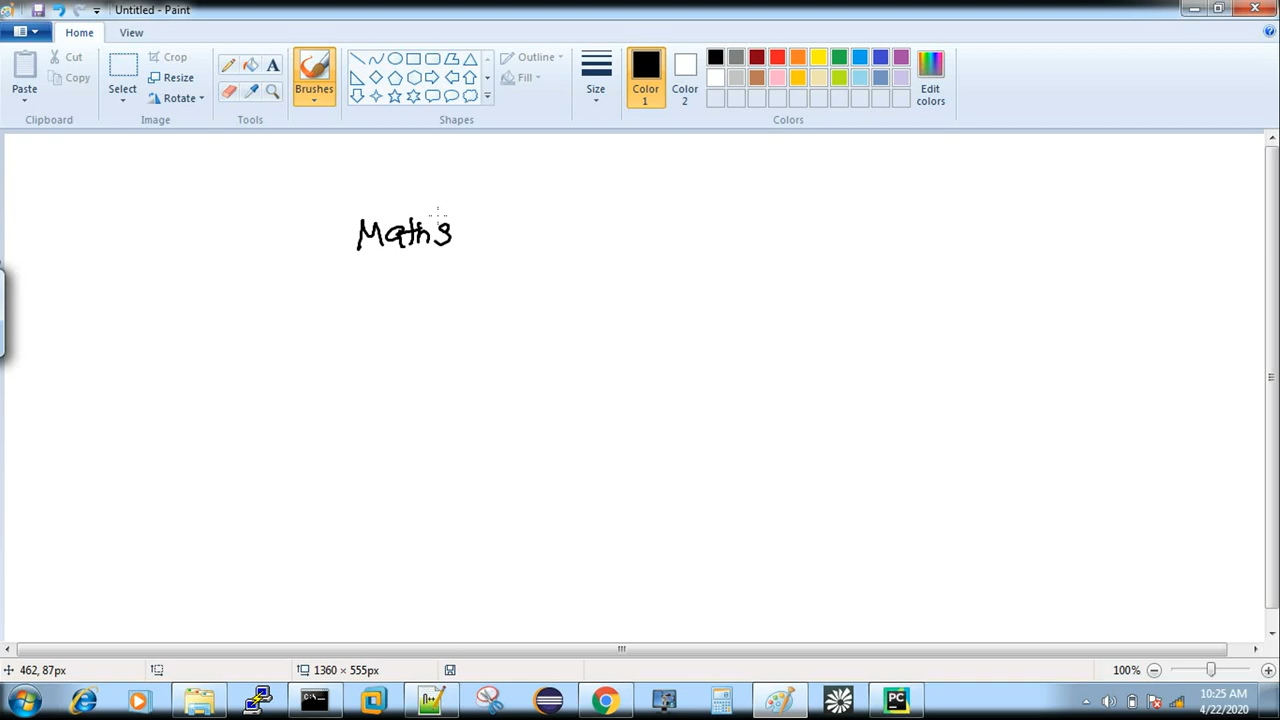 Untitled - Paint
Home
View
Paste
Cut
Copy
Clipboard
Select
Crop
Resize
Rotate
Image
A
Tools
Brushes
Shapes
Outline
Fill
Size
Color 1
Color 2
Edit colors
Colors
Maths
462, 87px
1360 × 555px
100%
C:\.
n++
PC
10:25 AM
4/22/2020